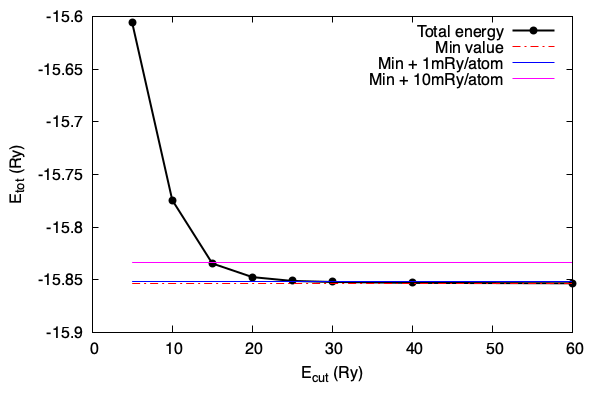 -15.6
-15.65
-15.7
-15.75
-15.8
-15.85
-15.9
0 10 20 30 40 50 60
E_tot (Ry)
E_cut (Ry)
Total energy
Min value
Min + 1mRy/atom
Min + 10mRy/atom